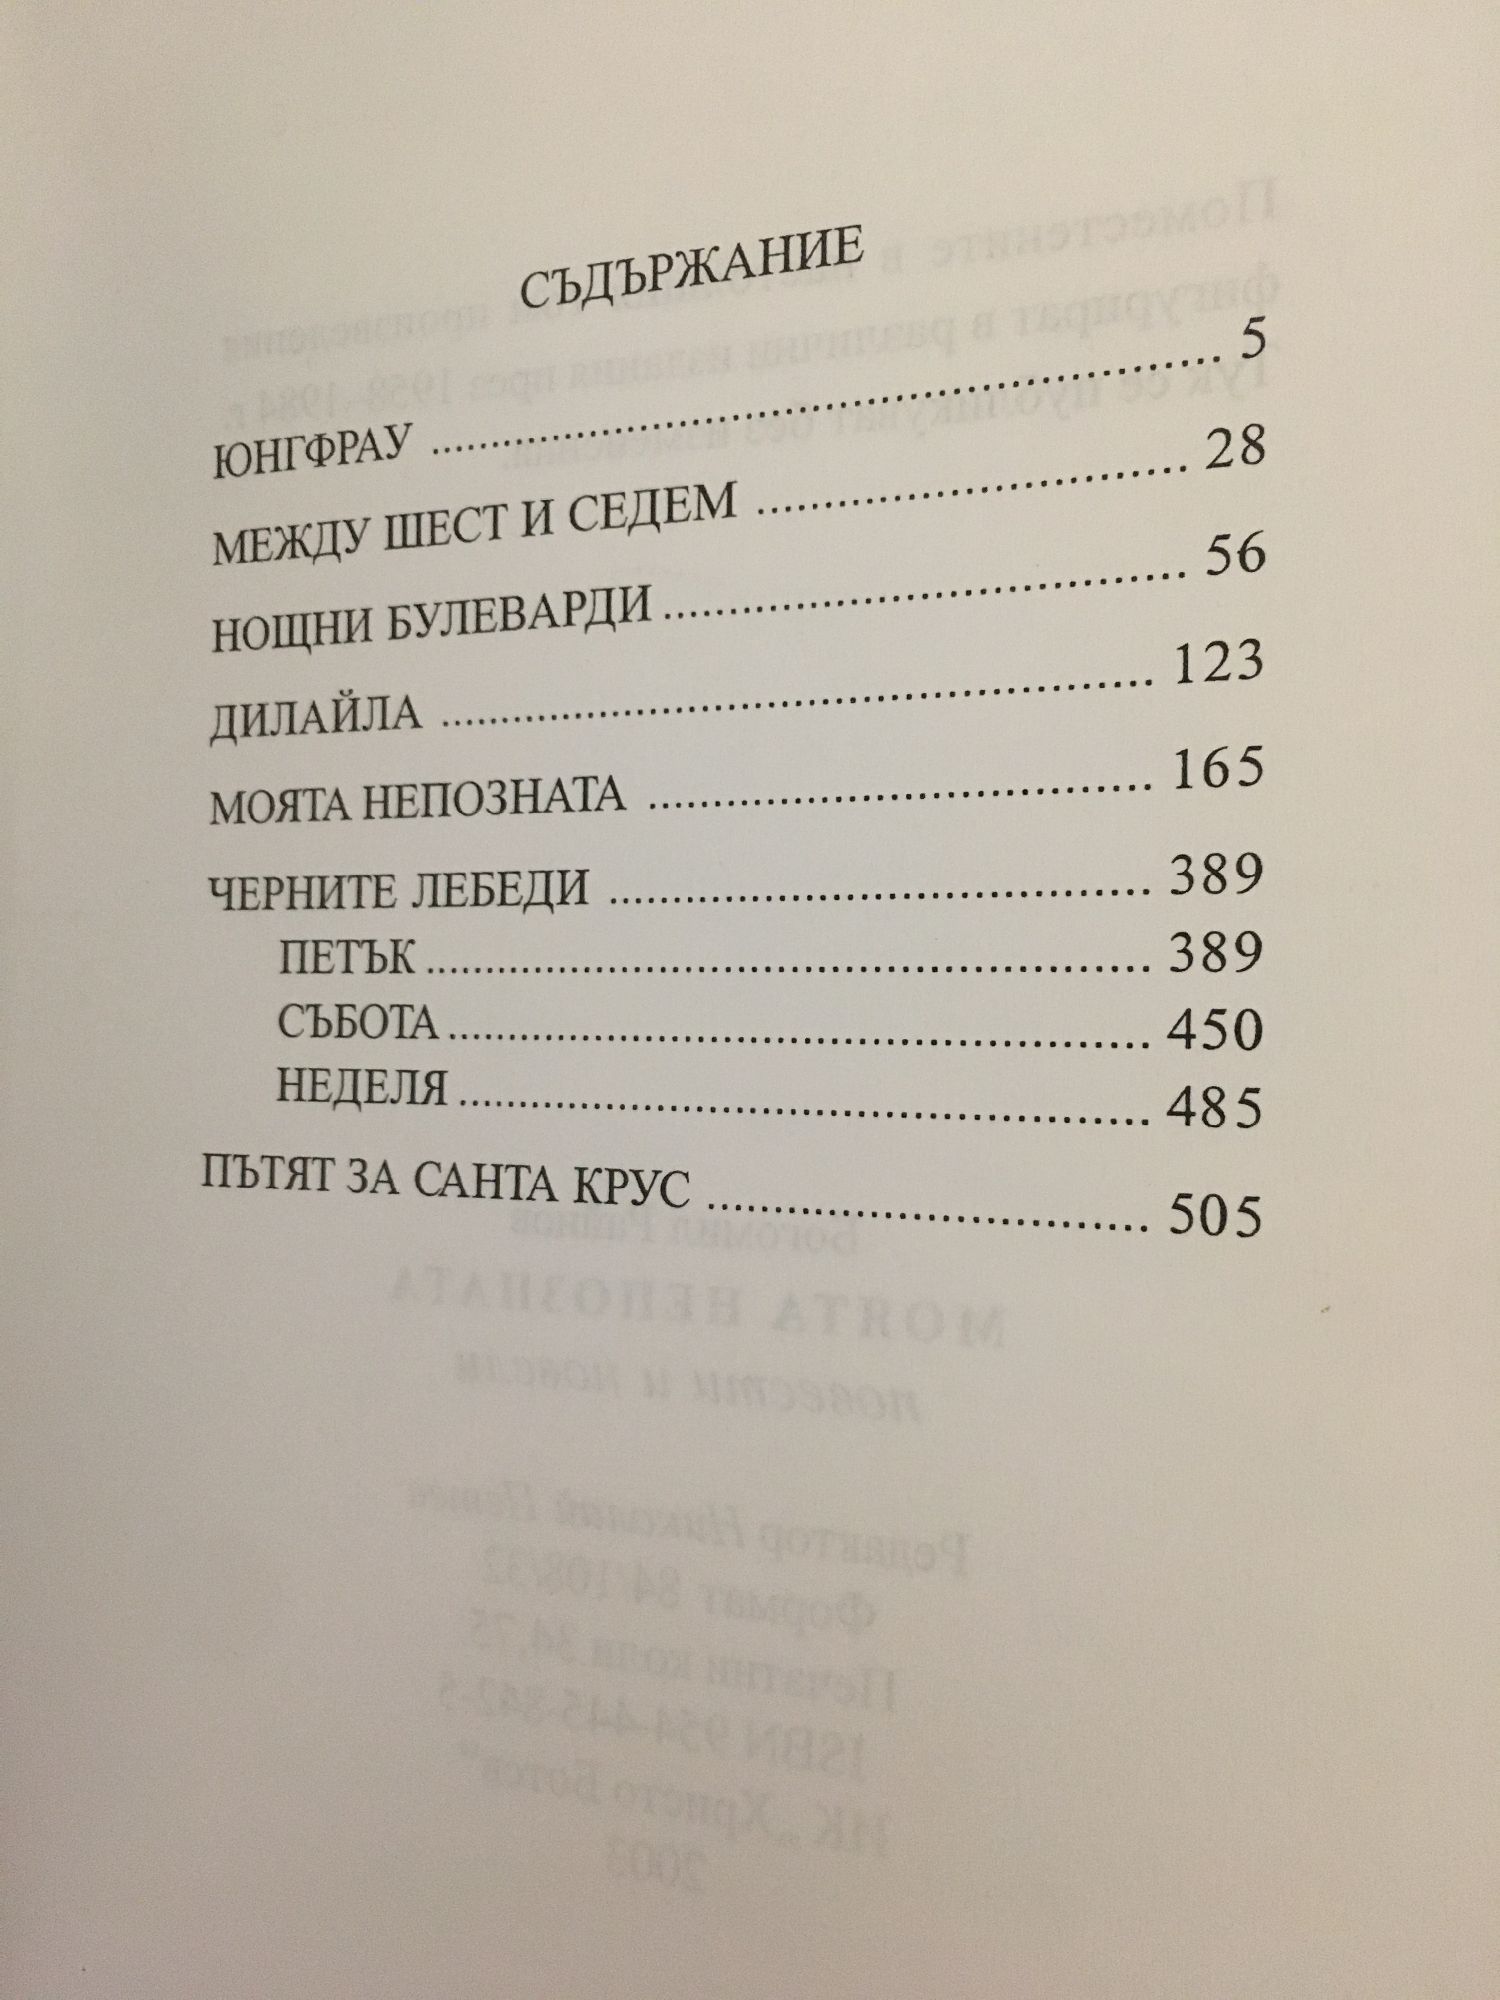 СЪДЪРЖАНИЕ
ЮНГФРАУ ........................................................ 5
МЕЖДУ ШЕСТ И СЕДЕМ ................................ 28
НОЩНИ БУЛЕВАРДИ ...................................... 56
ДИЛАЙЛА .................................................... 123
МОЯТА НЕПОЗНАТА ..................................... 165
ЧЕРНИТЕ ЛЕБЕДИ ......................................... 389
ПЕТЪК ...................................................... 389
СЪБОТА .................................................... 450
НЕДЕЛЯ .................................................... 485
ПЪТЯТ ЗА САНТА КРУС ................................ 505